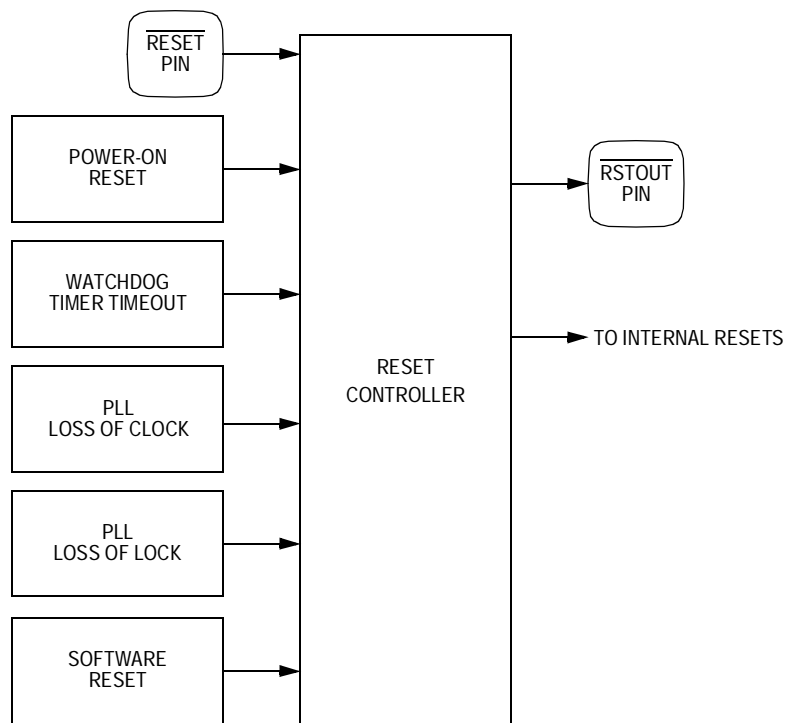 RESET
PIN
POWER-ON
RESET
WATCHDOG
TIMER TIMEOUT
PLL
LOSS OF CLOCK
PLL
LOSS OF LOCK
SOFTWARE
RESET
RESET
CONTROLLER
RSTOUT
PIN
TO INTERNAL RESETS